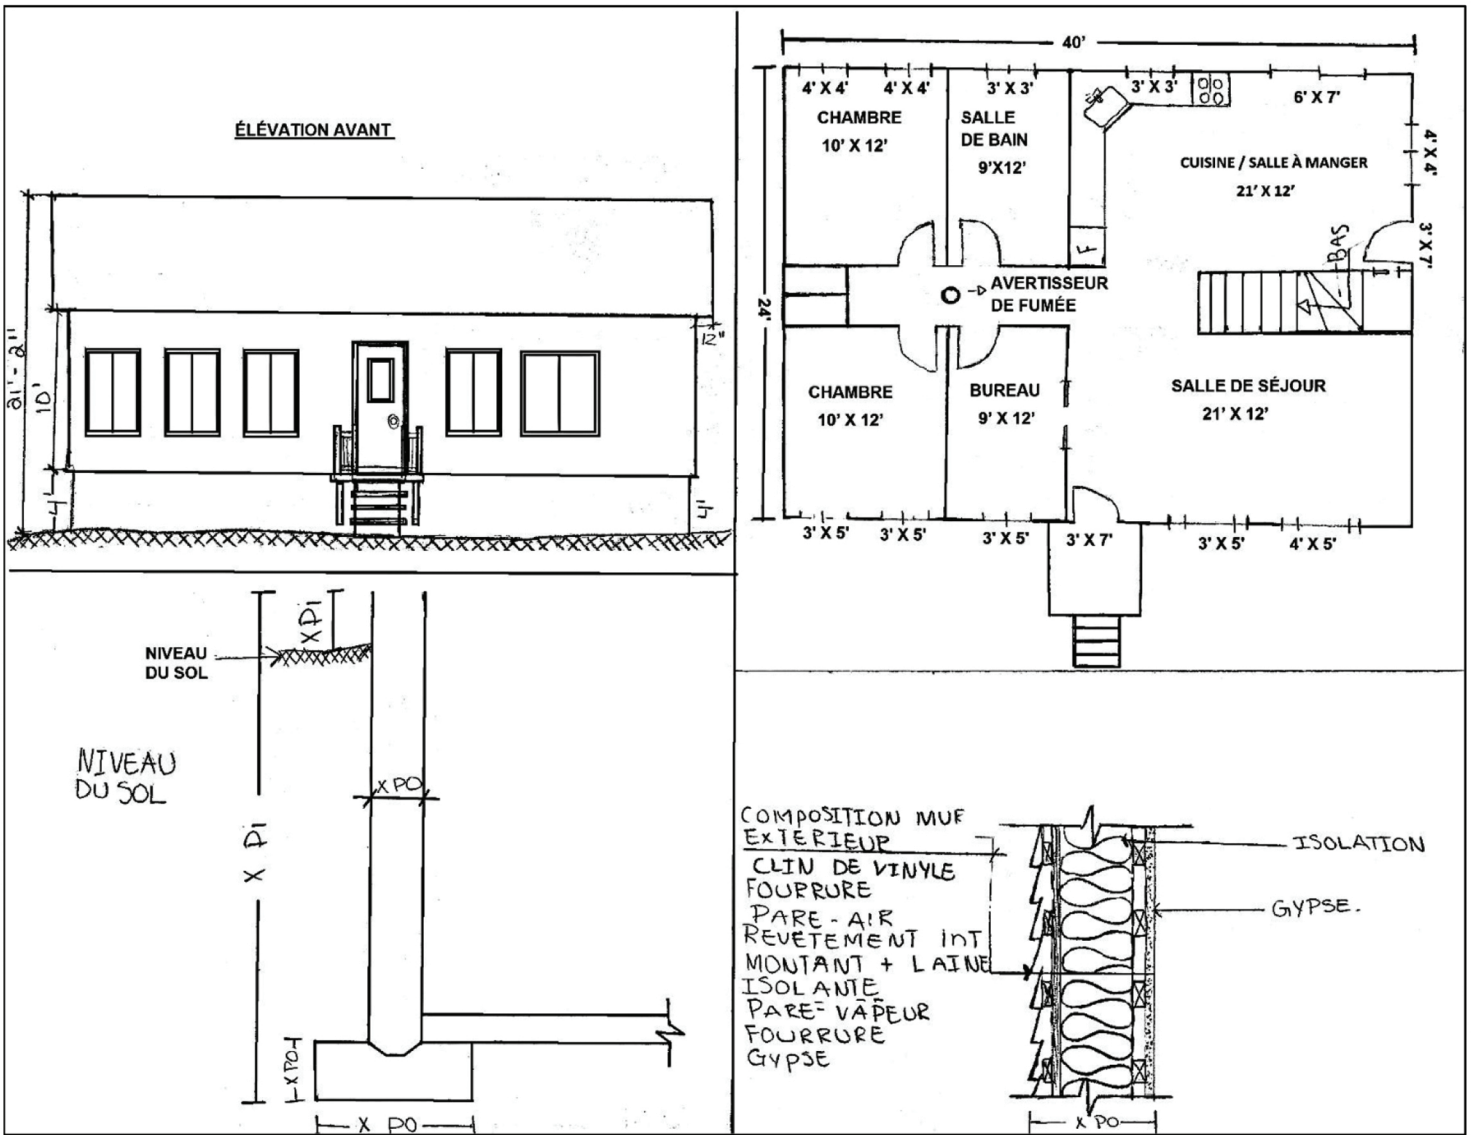 ÉLÉVATION AVANT
21'-2"
10'
12"
4'
4'
40'
24'
4' X 4'
4' X 4'
3' X 3'
3' X 3'
6' X 7'
CHAMBRE
10' X 12'
SALLE
DE BAIN
9'X12'
CUISINE / SALLE À MANGER
21' X 12'
4' X 4'
3' X 7'
F
BAS
AVERTISSEUR
DE FUMÉE
CHAMBRE
10' X 12'
BUREAU
9' X 12'
SALLE DE SÉJOUR
21' X 12'
3' X 5'
3' X 5'
3' X 5'
3' X 7'
3' X 5'
4' X 5'
X PI
NIVEAU
DU SOL
NIVEAU
DU SOL
X PI
X PO
X PO
X PO
COMPOSITION MUR
EXTERIEUR
CLIN DE VINYLE
FOURRURE
PARE-AIR
REVETEMENT INT
MONTANT + LAINE
ISOLANTE
PARE-VAPEUR
FOURRURE
GYPSE
ISOLATION
GYPSE.
X PO